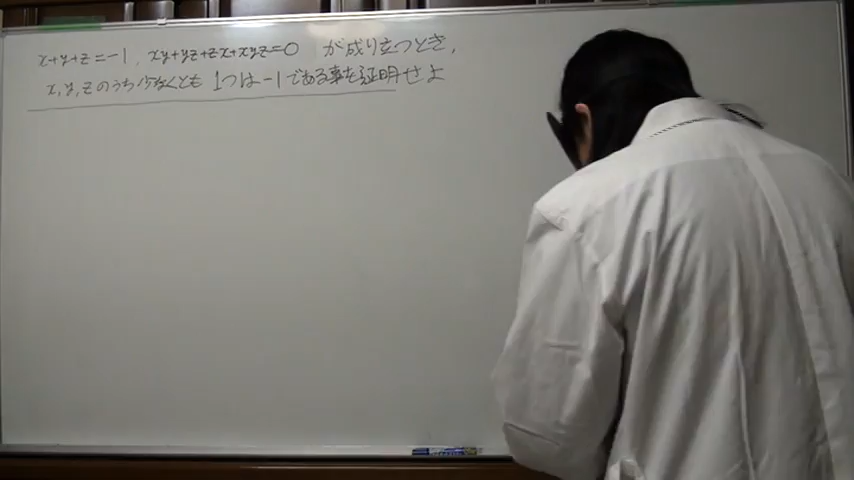 x+y+z=-1, xy+yz+zx+xyz=0 が成り立つとき,
x,y,zのうち少なくとも 1つは-1である事を証明せよ